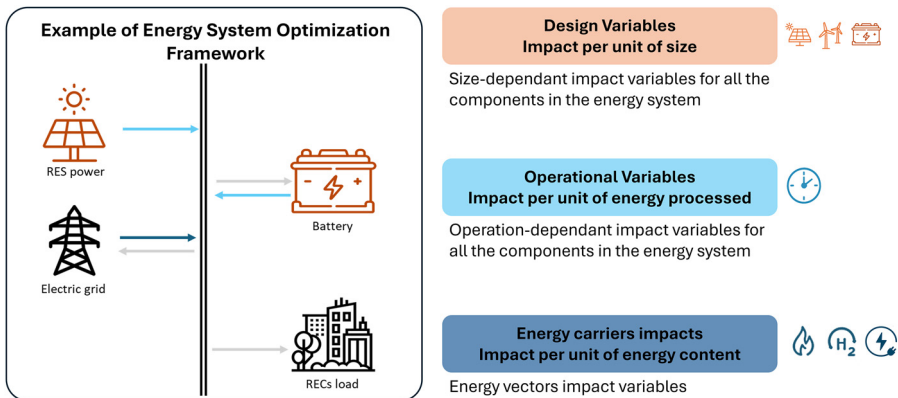 Example of Energy System Optimization
Framework
RES power
Battery
Electric grid
RECs load
Design Variables
Impact per unit of size
Size-dependant impact variables for all the
components in the energy system
Operational Variables
Impact per unit of energy processed
Operation-dependant impact variables for
all the components in the energy system
Energy carriers impacts
Impact per unit of energy content
H2
Energy vectors impact variables